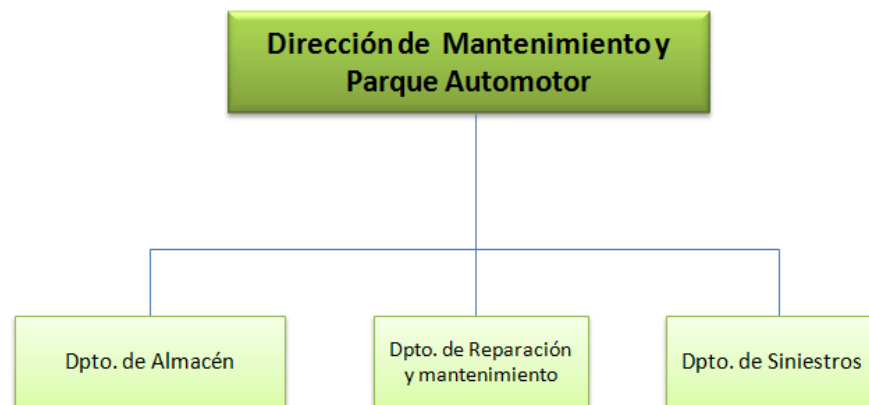 Dirección de Mantenimiento y
Parque Automotor
Dpto. de Almacén
Dpto. de Reparación
y mantenimiento
Dpto. de Siniestros